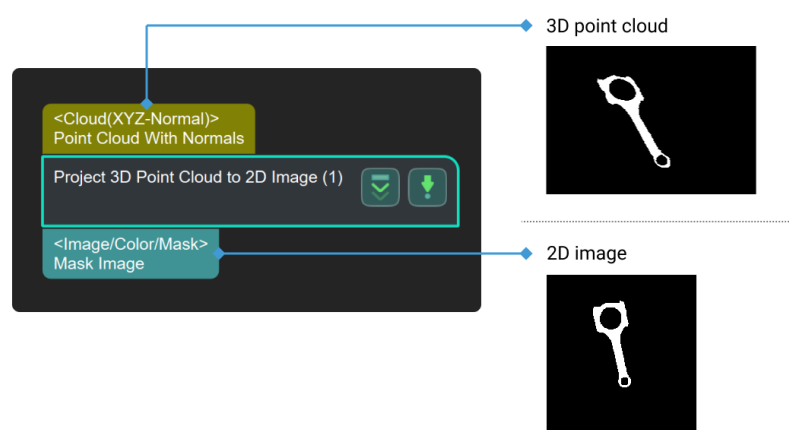 3D point cloud
<Cloud(XYZ-Normal)>
Point Cloud With Normals
Project 3D Point Cloud to 2D Image (1)
<Image/Color/Mask>
Mask Image
2D image